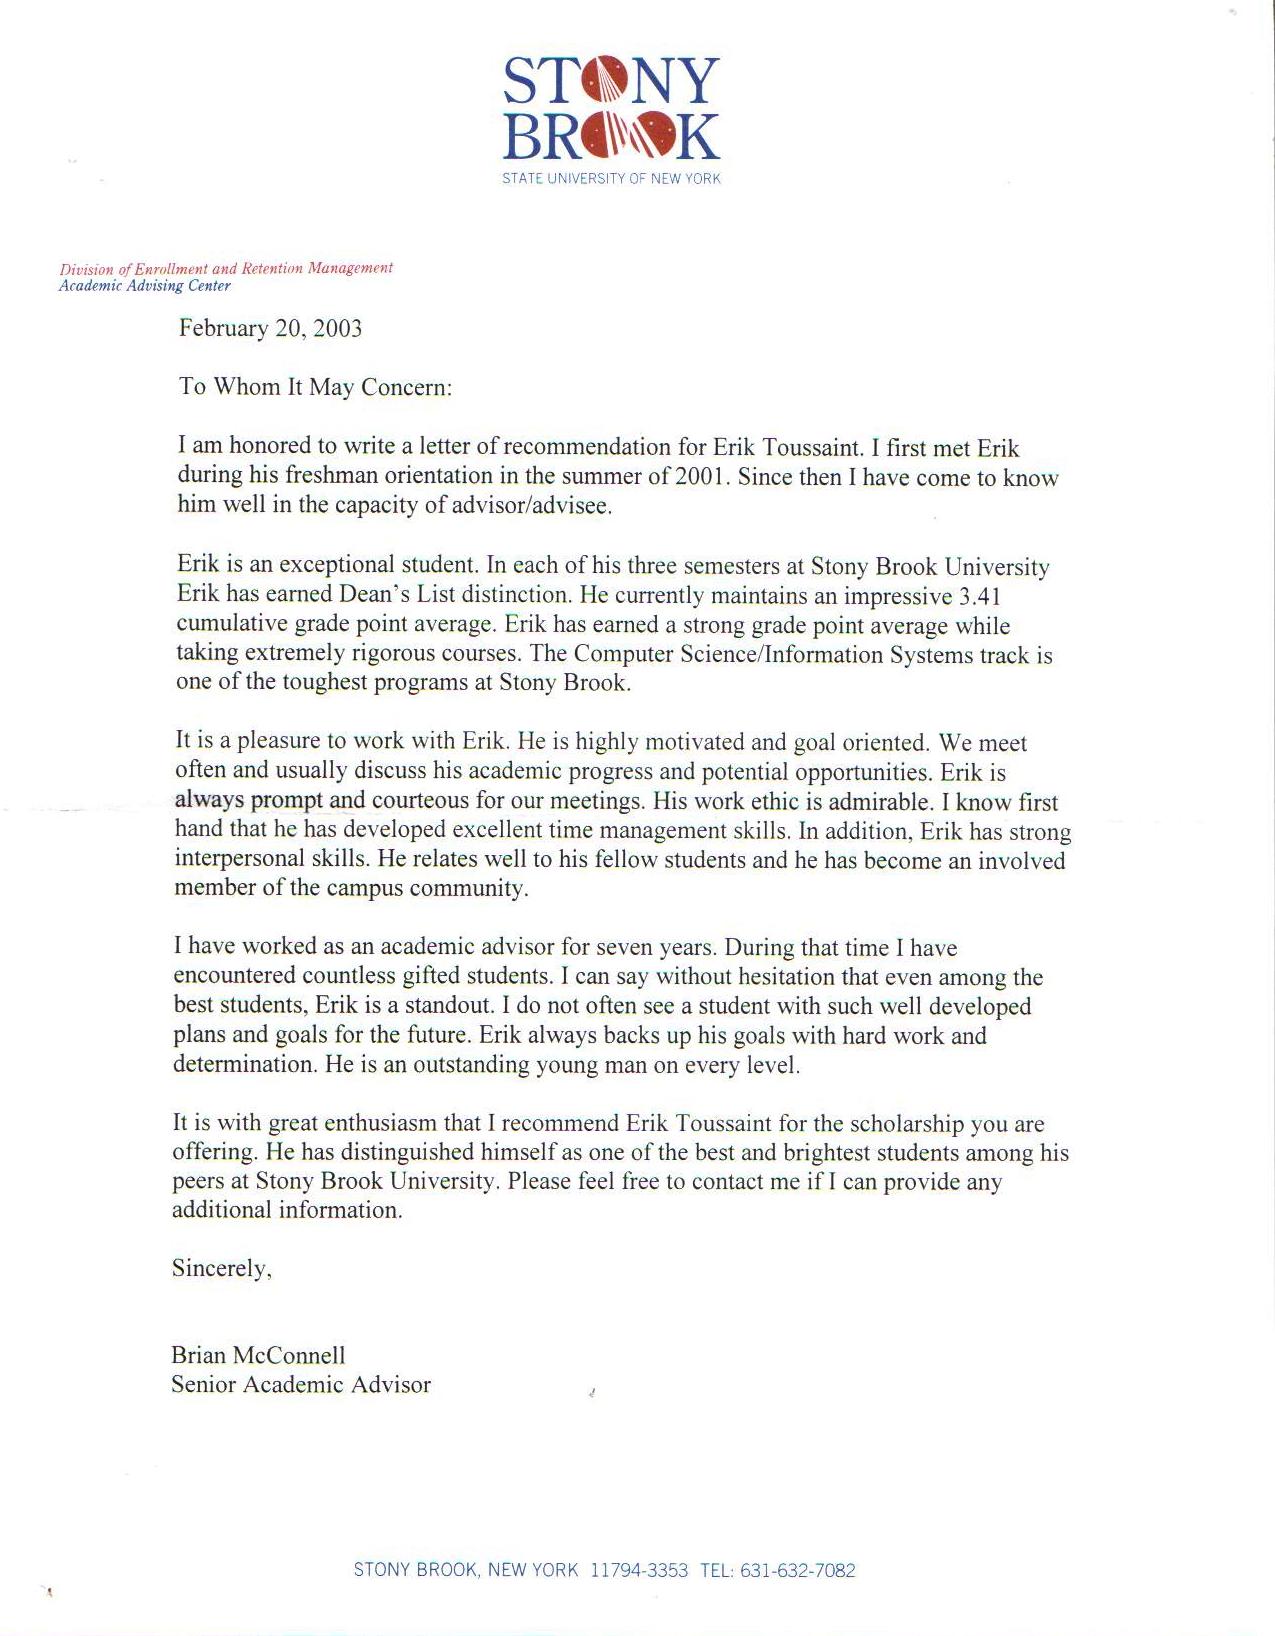 STONY
BROOK
STATE UNIVERSITY OF NEW YORK
Division of Enrollment and Retention Management
Academic Advising Center
February 20, 2003
To Whom It May Concern:
I am honored to write a letter of recommendation for Erik Toussaint. I first met Erik
during his freshman orientation in the summer of 2001. Since then I have come to know
him well in the capacity of advisor/advisee.
Erik is an exceptional student. In each of his three semesters at Stony Brook University
Erik has earned Dean's List distinction. He currently maintains an impressive 3.41
cumulative grade point average. Erik has earned a strong grade point average while
taking extremely rigorous courses. The Computer Science/Information Systems track is
one of the toughest programs at Stony Brook.
It is a pleasure to work with Erik. He is highly motivated and goal oriented. We meet
often and usually discuss his academic progress and potential opportunities. Erik is
always prompt and courteous for our meetings. His work ethic is admirable. I know first
hand that he has developed excellent time management skills. In addition, Erik has strong
interpersonal skills. He relates well to his fellow students and he has become an involved
member of the campus community.
I have worked as an academic advisor for seven years. During that time I have
encountered countless gifted students. I can say without hesitation that even among the
best students, Erik is a standout. I do not often see a student with such well developed
plans and goals for the future. Erik always backs up his goals with hard work and
determination. He is an outstanding young man on every level.
It is with great enthusiasm that I recommend Erik Toussaint for the scholarship you are
offering. He has distinguished himself as one of the best and brightest students among his
peers at Stony Brook University. Please feel free to contact me if I can provide any
additional information.
Sincerely,
Brian McConnell
Senior Academic Advisor
STONY BROOK, NEW YORK 11794-3353 TEL: 631-632-7082